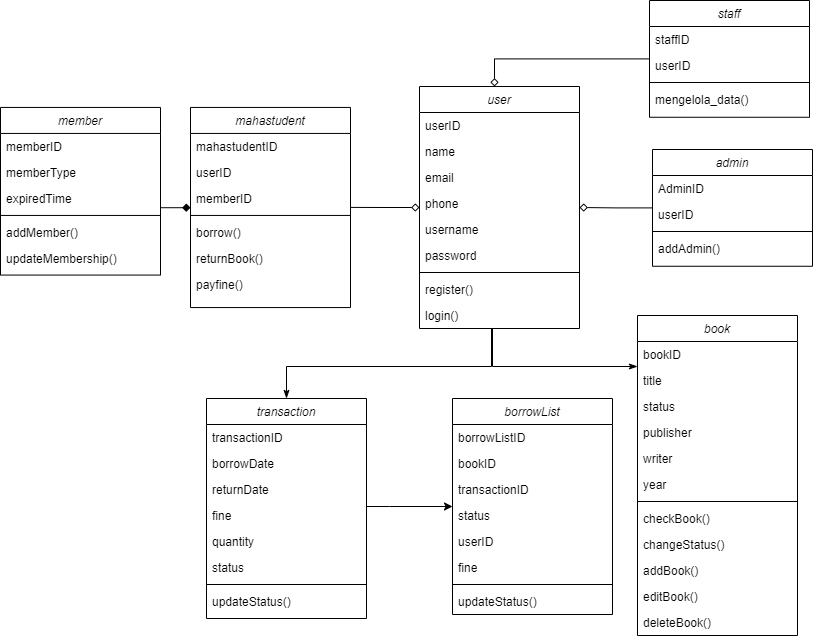 staff
staffID
userID
mengelola_data()
user
userID
name
email
phone
username
password
register()
login()
member
memberID
memberType
expiredTime
addMember()
updateMembership()
mahastudent
mahastudentID
userID
memberID
borrow()
returnBook()
payfine()
admin
AdminID
userID
addAdmin()
transaction
transactionID
borrowDate
returnDate
fine
quantity
status
updateStatus()
borrowList
borrowListID
bookID
transactionID
status
userID
fine
updateStatus()
book
bookID
title
status
publisher
writer
year
checkBook()
changeStatus()
addBook()
editBook()
deleteBook()